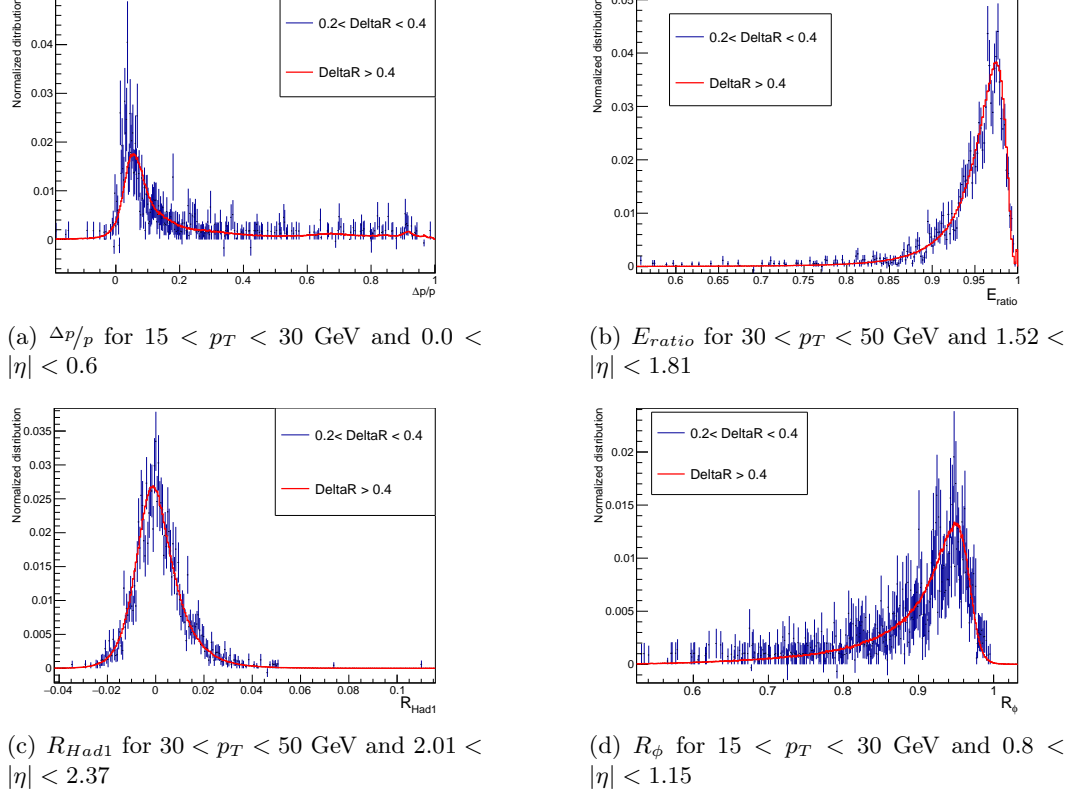 Normalized ditribution
0.04
0.03
0.02
0.01
0
0.2< DeltaR < 0.4
DeltaR > 0.4
0 0.2 0.4 0.6 0.8 1
Δp/p
(a) Δp/p for 15 < pT < 30 GeV and 0.0 <
|η| < 0.6
Normalized distribution
0.05
0.04
0.03
0.02
0.01
0
0.2< DeltaR < 0.4
DeltaR > 0.4
0.6 0.65 0.7 0.75 0.8 0.85 0.9 0.95 1
E ratio
(b) Eratio for 30 < pT < 50 GeV and 1.52 <
|η| < 1.81
Normalized distribution
0.035
0.03
0.025
0.02
0.015
0.01
0.005
0
0.2< DeltaR < 0.4
DeltaR > 0.4
−0.04 −0.02 0 0.02 0.04 0.06 0.08 0.1
R Had1
(c) RHad1 for 30 < pT < 50 GeV and 2.01 <
|η| < 2.37
Normalized distribution
0.02
0.015
0.01
0.005
0
0.2< DeltaR < 0.4
DeltaR > 0.4
0.6 0.7 0.8 0.9 1
Rϕ
(d) Rϕ for 15 < pT < 30 GeV and 0.8 <
|η| < 1.15